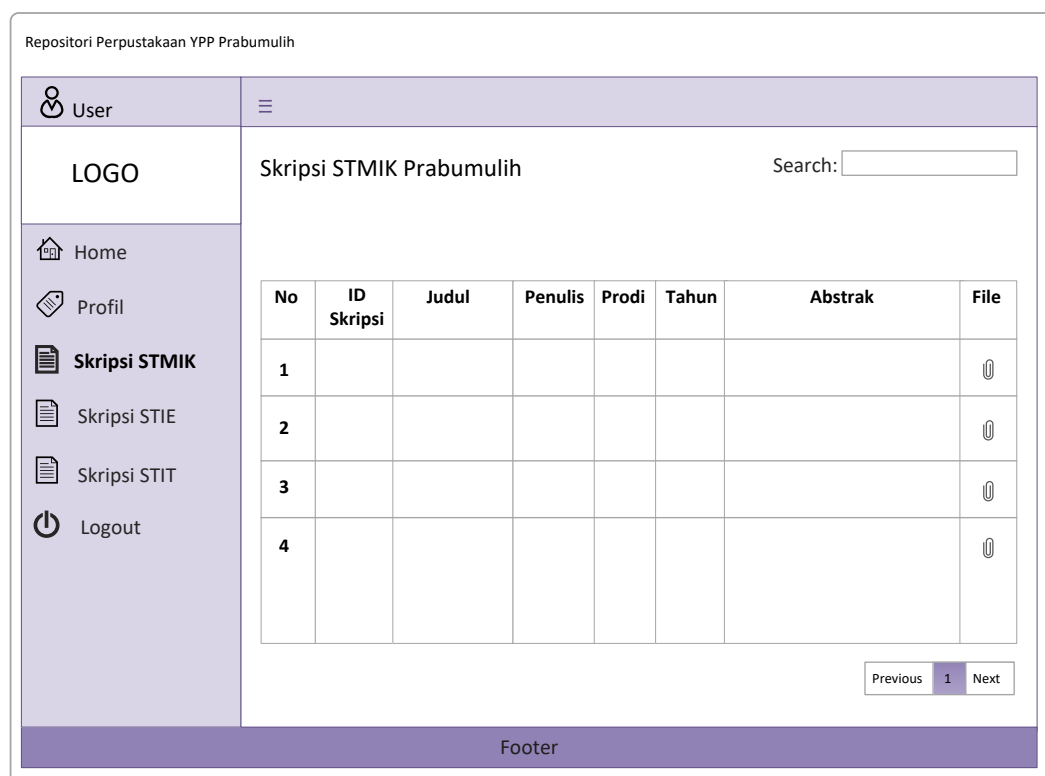 Repositori Perpustakaan YPP Prabumulih
User
LOGO
Home
Profil
Skripsi STMIK
Skripsi STIE
Skripsi STIT
Logout
Skripsi STMIK Prabumulih
Search:
No ID Skripsi Judul Penulis Prodi Tahun Abstrak File
1
2
3
4
Previous 1 Next
Footer